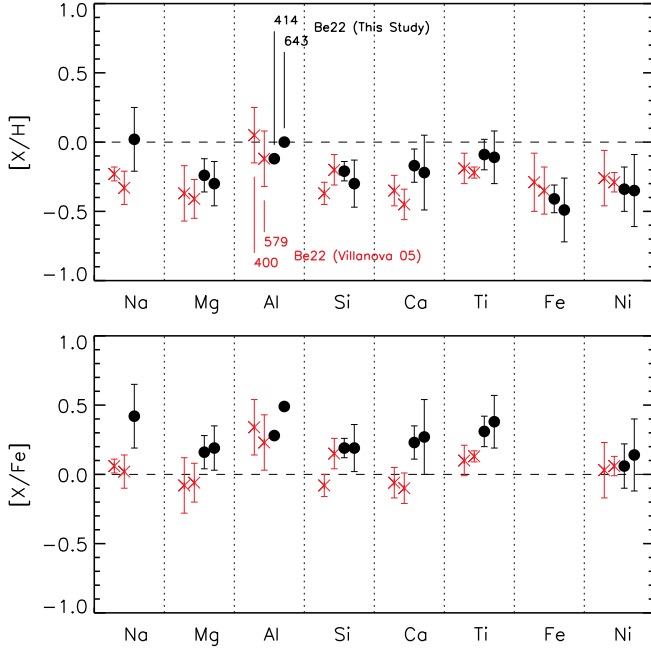 1.0
414
Be22 (This Study)
643
0.5
[X/H]
0.0
−0.5
579
Be22 (Villanova 05)
400
−1.0
Na Mg Al Si Ca Ti Fe Ni
1.0
0.5
[X/Fe]
0.0
−0.5
−1.0
Na Mg Al Si Ca Ti Fe Ni